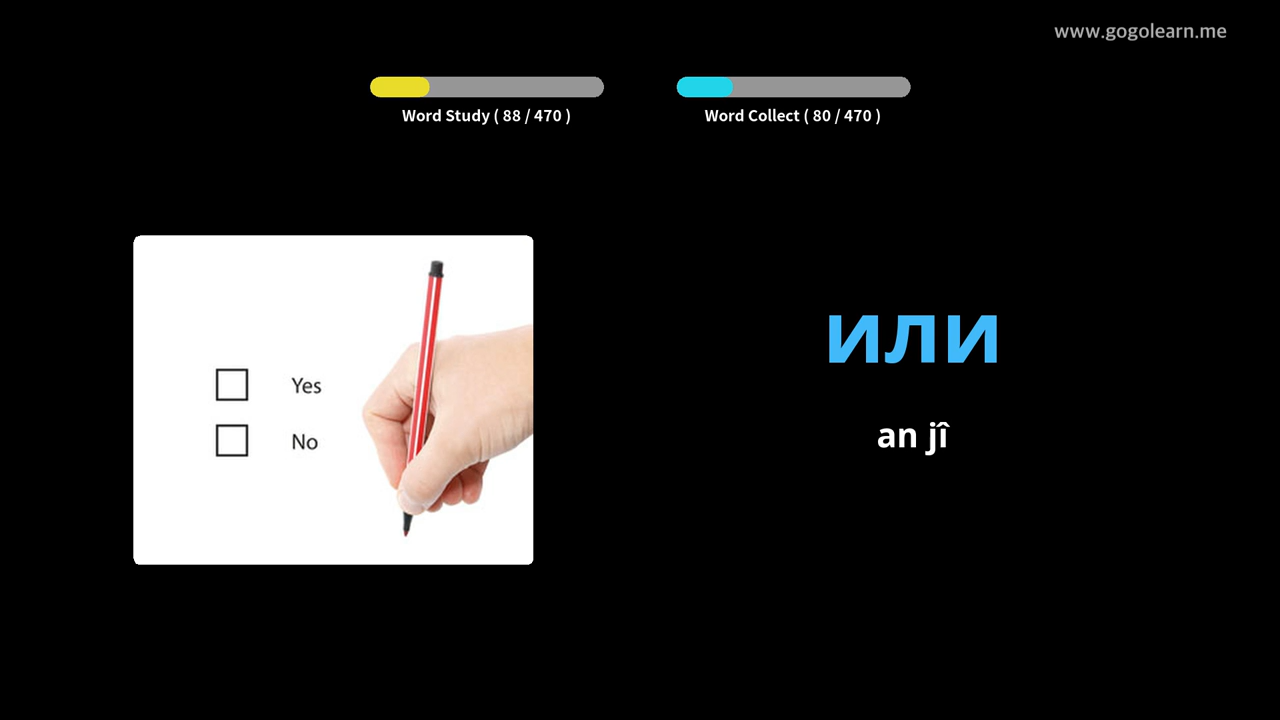 www.gogolearn.me
Word Study ( 88 / 470 )
Word Collect ( 80 / 470 )
Yes
No
или
an jî